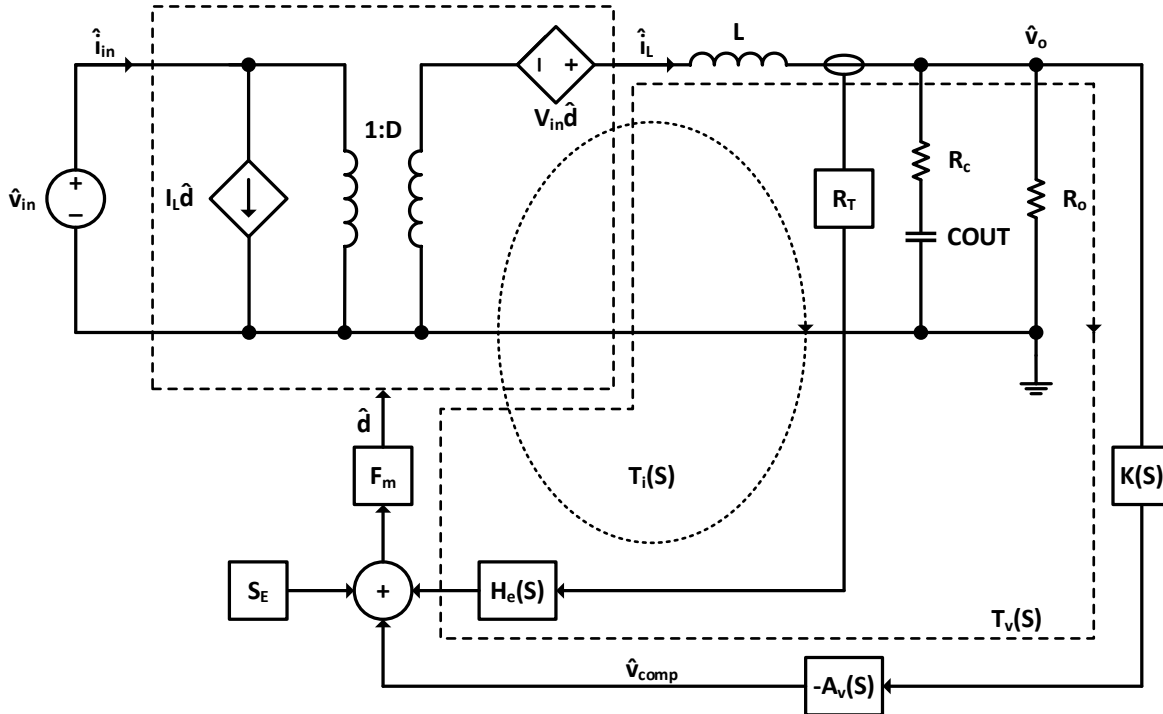 î_in
î_L
L
v̂_o
V_in d̂
1:D
v̂_in
+
−
I_L d̂
− +
R_T
R_c
COUT
R_o
d̂
F_m
T_i(S)
K(S)
S_E
+
H_e(S)
T_v(S)
v̂_comp
-A_v(S)